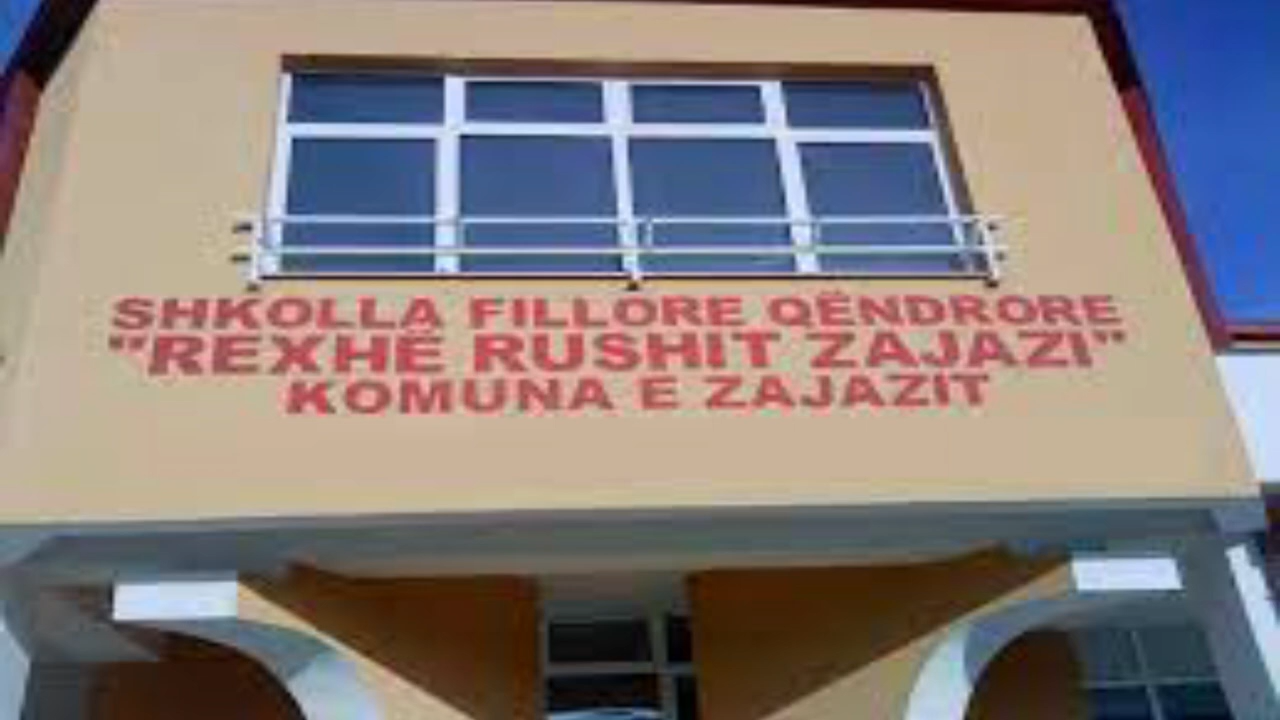 SHKOLLA FILLORE QËNDRORE
"REXHË RUSHIT ZAJAZI"
KOMUNA E ZAJAZIT